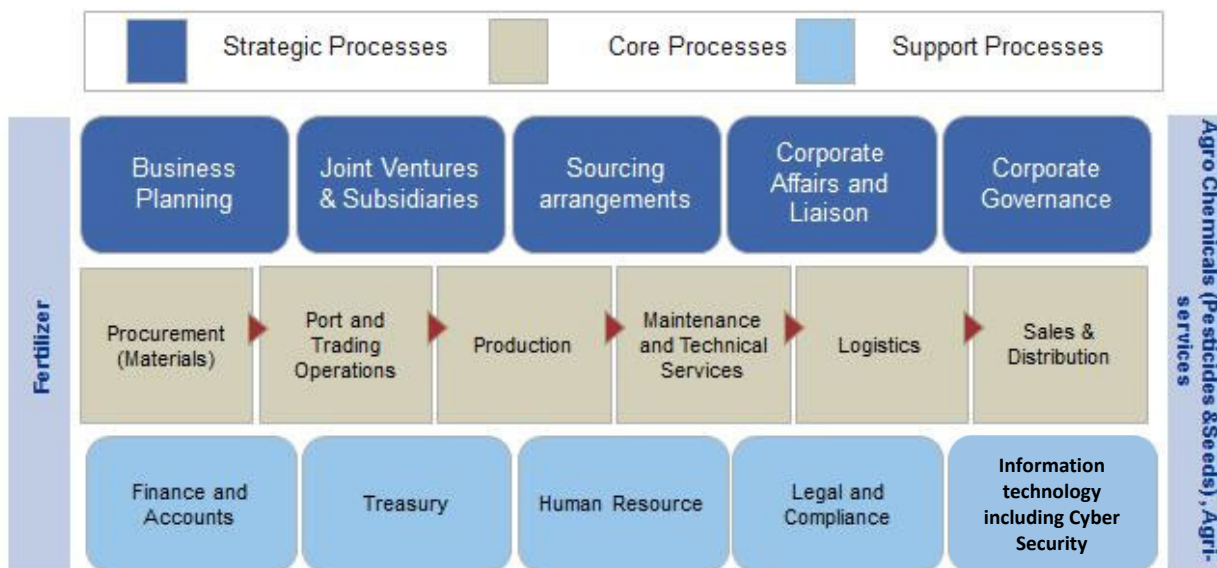 Strategic Processes
Core Processes
Support Processes
Fertilizer
Business
Planning
Joint Ventures
& Subsidiaries
Sourcing
arrangements
Corporate
Affairs and
Liaison
Corporate
Governance
Procurement
(Materials)
Port and
Trading
Operations
Production
Maintenance
and Technical
Services
Logistics
Sales &
Distribution
Finance and
Accounts
Treasury
Human Resource
Legal and
Compliance
Information
technology
including Cyber
Security
Agro Chemicals (Pesticides &Seeds) , Agri-
services